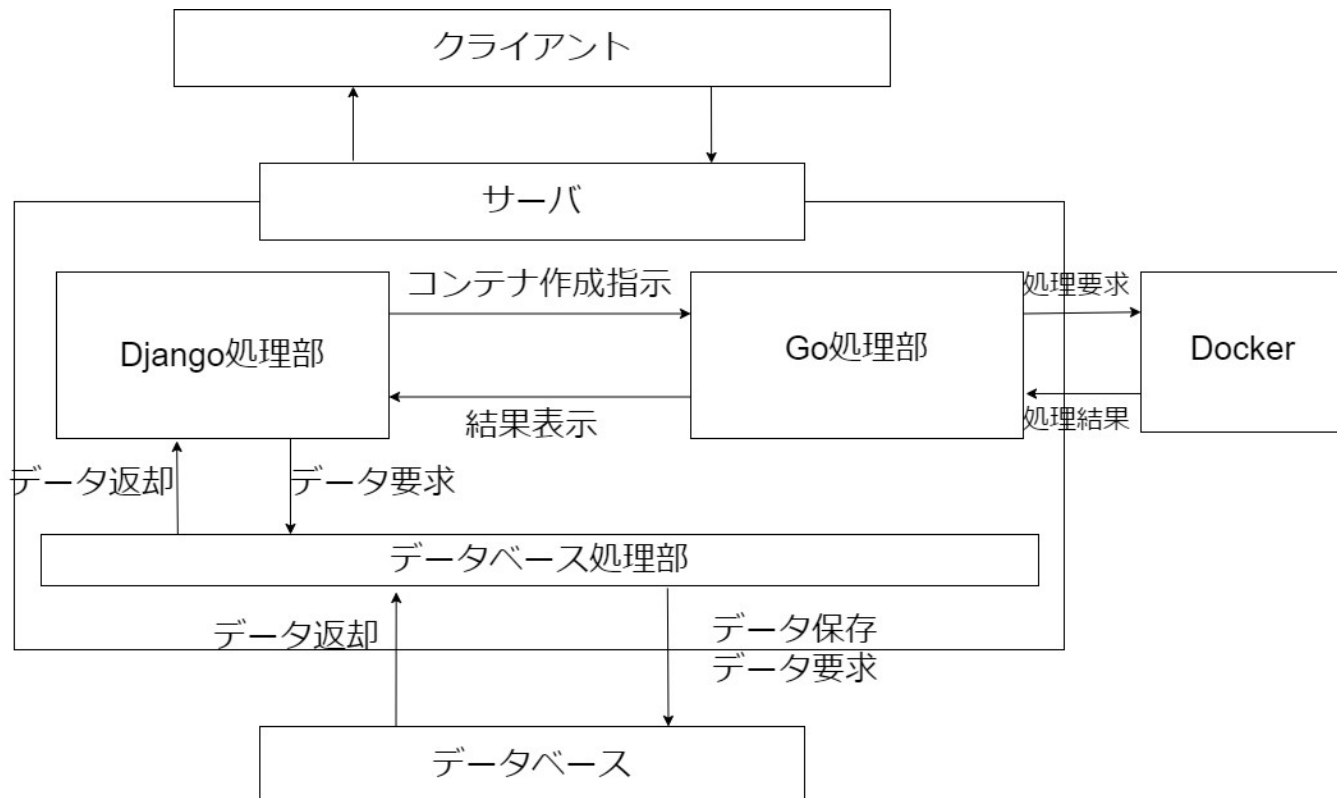 クライアント
サーバ
コンテナ作成指示
処理要求
Django処理部
Go処理部
Docker
結果表示
処理結果
データ返却
データ要求
データベース処理部
データ返却
データ保存
データ要求
データベース